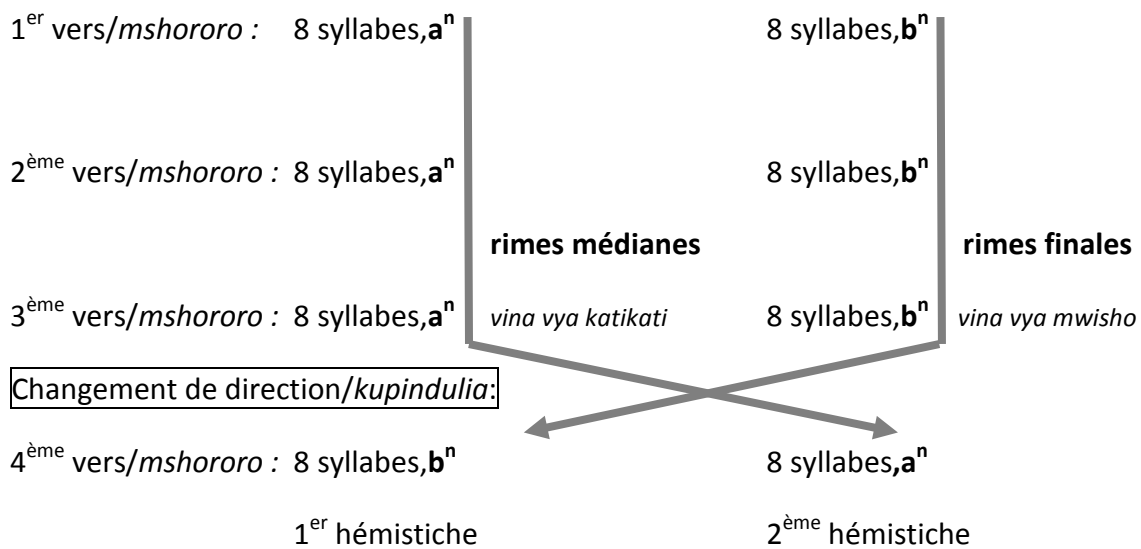 1er vers/mshororo : 8 syllabes,an 8 syllabes,bn
2ème vers/mshororo : 8 syllabes,an 8 syllabes,bn
rimes médianes rimes finales
3ème vers/mshororo : 8 syllabes,an vina vya katikati 8 syllabes,bn vina vya mwisho
Changement de direction/kupindulia:
4ème vers/mshororo : 8 syllabes,bn 8 syllabes,an
1er hémistiche 2ème hémistiche